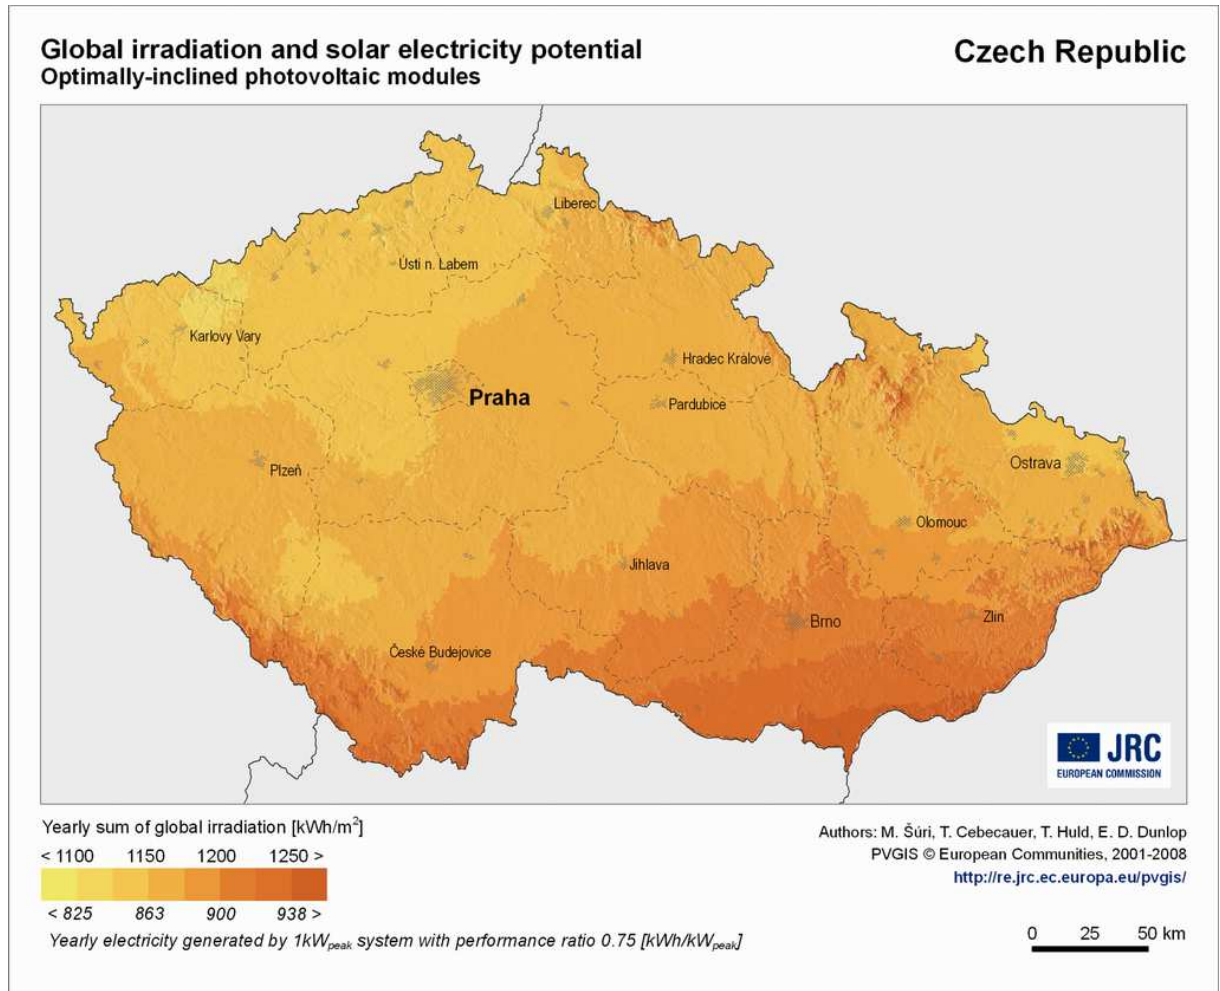 Global irradiation and solar electricity potential
Optimally-inclined photovoltaic modules
Czech Republic
Liberec
Ústí n. Labem
Karlovy Vary
Hradec Králové
Praha
Pardubice
Plzeň
Ostrava
Olomouc
Jihlava
Brno
Zlín
České Budejovice
JRC
EUROPEAN COMMISSION
Yearly sum of global irradiation [kWh/m²]
< 1100 1150 1200 1250 >
< 825 863 900 938 >
Yearly electricity generated by 1kWpeak system with performance ratio 0.75 [kWh/kWpeak]
Authors: M. Šúri, T. Cebecauer, T. Huld, E. D. Dunlop
PVGIS © European Communities, 2001-2008
http://re.jrc.ec.europa.eu/pvgis/
0 25 50 km